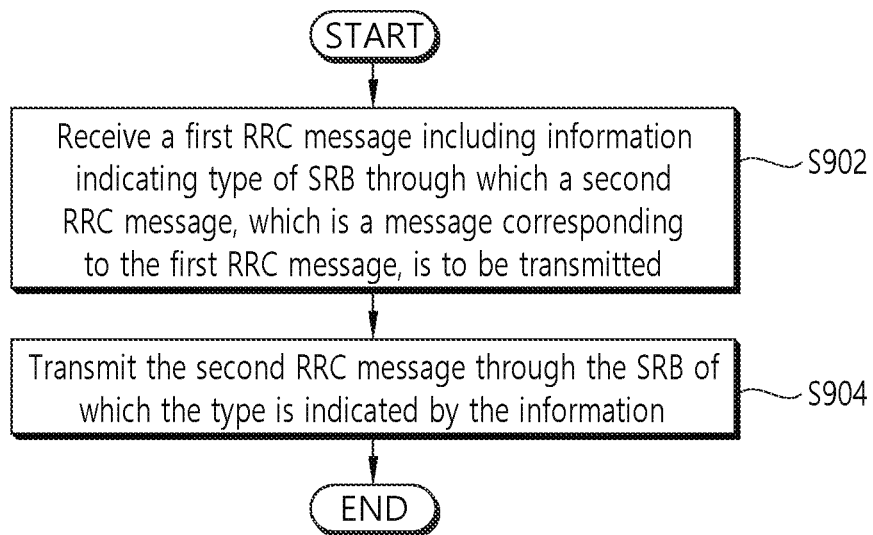 START
Receive a first RRC message including information
indicating type of SRB through which a second
RRC message, which is a message corresponding
to the first RRC message, is to be transmitted
S902
Transmit the second RRC message through the SRB of
which the type is indicated by the information
S904
END